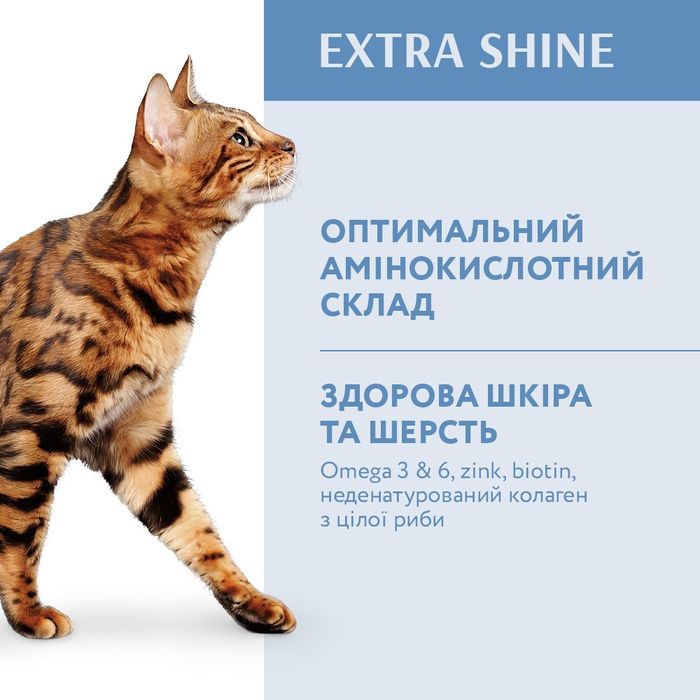 EXTRA SHINE
ОПТИМАЛЬНИЙ
АМІНОКИСЛОТНИЙ
СКЛАД
ЗДОРОВА ШКІРА
ТА ШЕРСТЬ
Omega 3 & 6, zink, biotin,
неденатурований колаген
з цілої риби